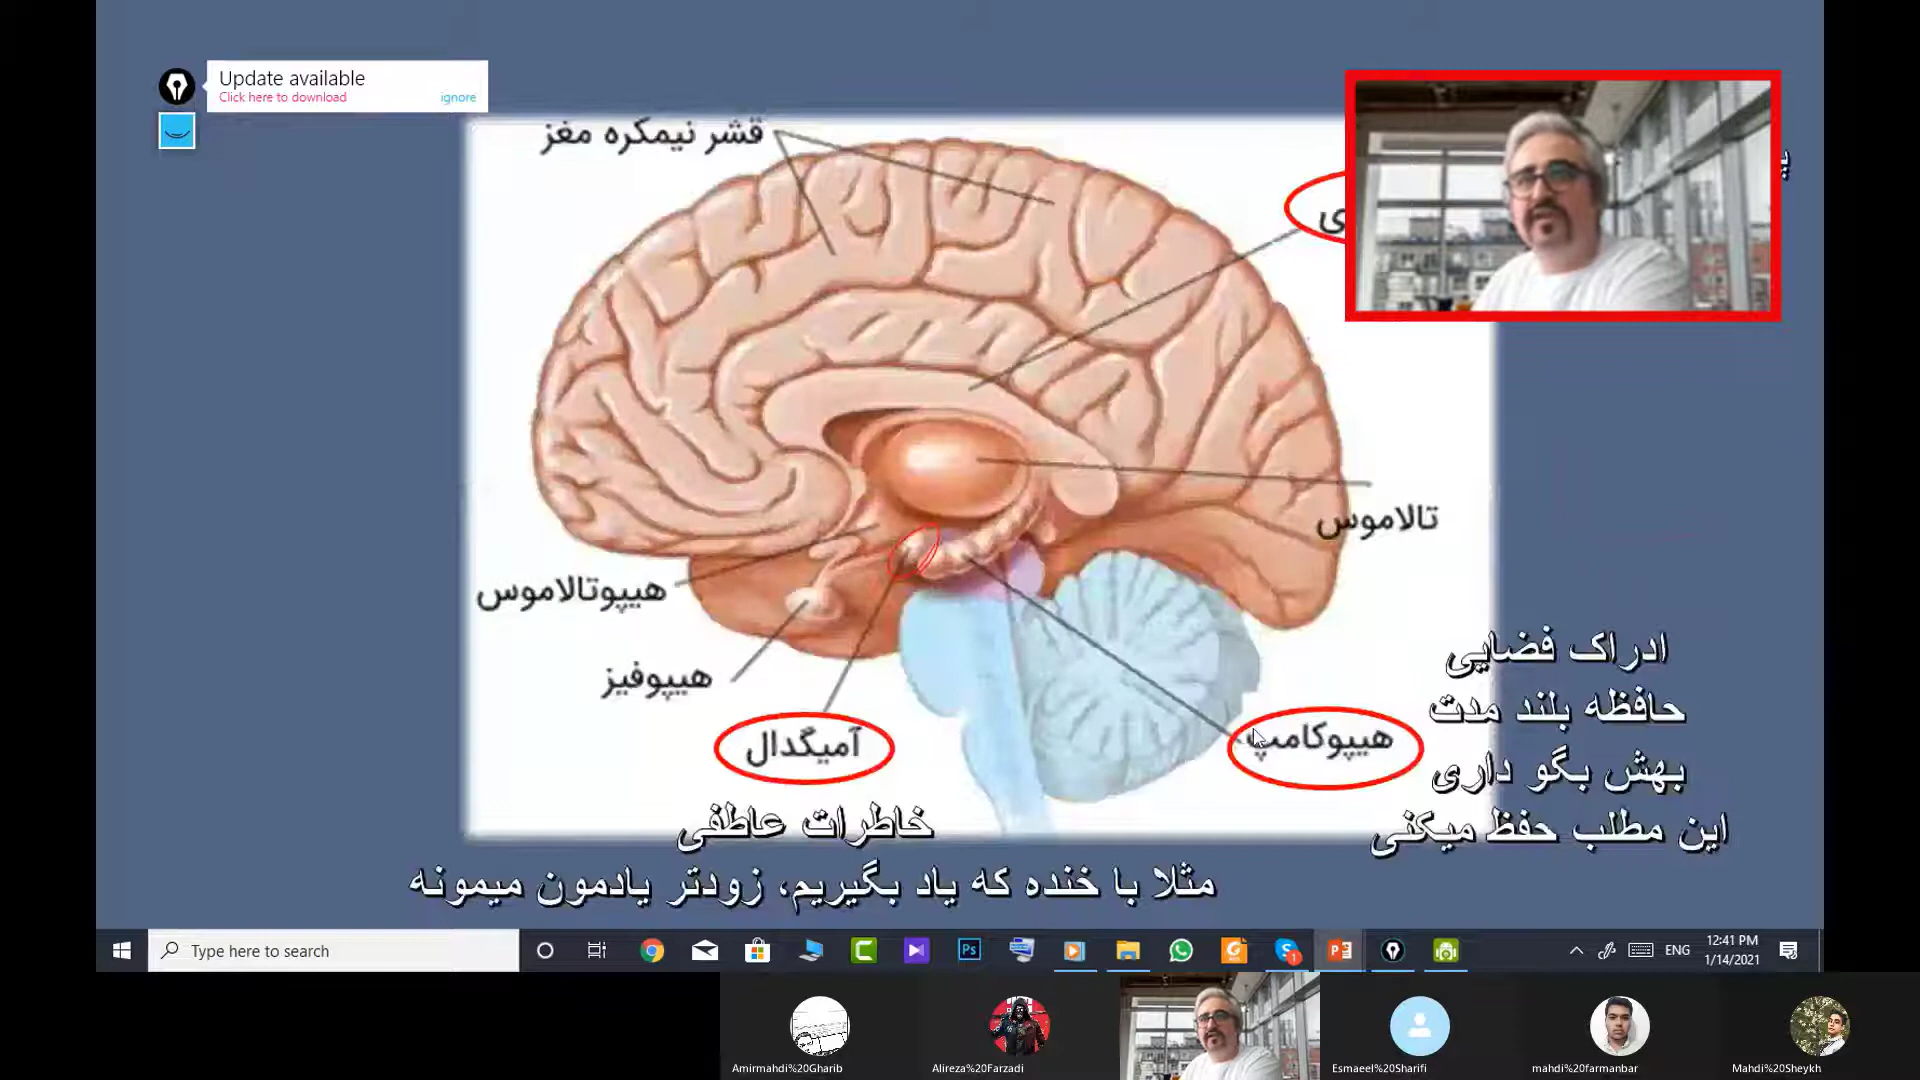 Update available
Click here to download
ignore
قشر نیمکره مغز
تالاموس
هیپوتالاموس
هیپوفیز
آمیگدال
هیپوکامپ
ادراک فضایی
حافظه بلند مدت
بهش بگو داری
این مطلب حفظ میکنی
خاطرات عاطفی
مثلا با خنده که یاد بگیریم، زودتر یادمون میمونه
Type here to search
Ps
ENG
12:41 PM
1/14/2021
Amirmahdi%20Gharib
Alireza%20Farzadi
Esmaeel%20Sharifi
mahdi%20farmanbar
Mahdi%20Sheykh